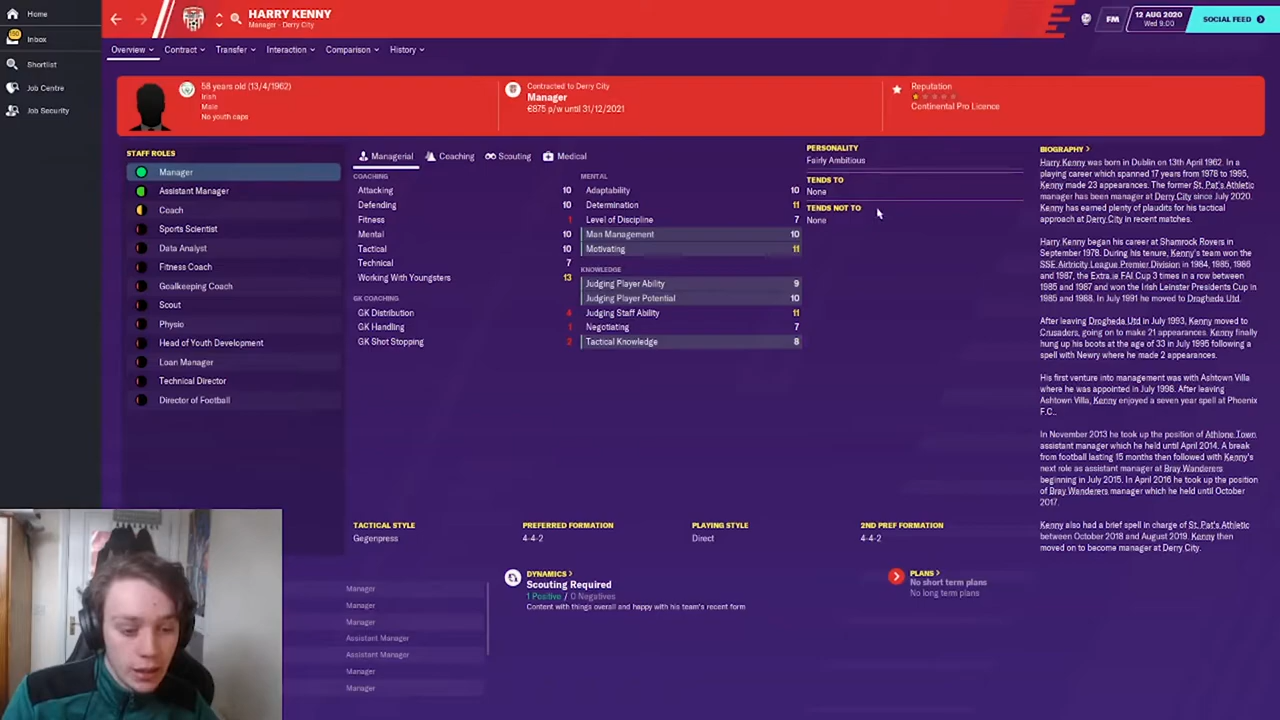 Home
HARRY KENNY
Manager - Derry City
12 AUG 2020
Wed 9:00
FM
SOCIAL FEED
Inbox
Shortlist
Job Centre
Job Security
Overview
Contract
Transfer
Interaction
Comparison
History
58 years old (13/4/1962)
Irish
Male
No youth caps
Contracted to Derry City
Manager
€875 p/w until 31/12/2021
Reputation
Continental Pro Licence
STAFF ROLES
Manager
Assistant Manager
Coach
Sports Scientist
Data Analyst
Fitness Coach
Goalkeeping Coach
Scout
Physio
Head of Youth Development
Loan Manager
Technical Director
Director of Football
Managerial
Coaching
Scouting
Medical
COACHING
Attacking 10
Defending 10
Fitness 1
Mental 10
Tactical 10
Technical 7
Working With Youngsters 13
GK COACHING
GK Distribution 4
GK Handling 1
GK Shot Stopping 2
MENTAL
Adaptability 10
Determination 11
Level of Discipline 7
Man Management 10
Motivating 11
KNOWLEDGE
Judging Player Ability 9
Judging Player Potential 10
Judging Staff Ability 11
Negotiating 7
Tactical Knowledge 8
PERSONALITY
Fairly Ambitious
TENDS TO
None
TENDS NOT TO
None
BIOGRAPHY >
Harry Kenny was born in Dublin on 13th April 1962. In a
playing career which spanned 17 years from 1978 to 1995,
Kenny made 23 appearances. The former St. Pat's Athletic
manager has been manager at Derry City since July 2020.
Kenny has earned plenty of plaudits for his tactical
approach at Derry City in recent matches.
Harry Kenny began his career at Shamrock Rovers in
September 1978. During his tenure, Kenny's team won the
SSE Airtricity League Premier Division in 1984, 1985, 1986
and 1987, the Extra.ie FAI Cup 3 times in a row between
1985 and 1987 and won the Irish Leinster Presidents Cup in
1985 and 1988. In July 1991 he moved to Drogheda Utd.
After leaving Drogheda Utd in July 1993, Kenny moved to
Crusaders, going on to make 21 appearances. Kenny finally
hung up his boots at the age of 33 in July 1995 following a
spell with Newry where he made 2 appearances.
His first venture into management was with Ashtown Villa
where he was appointed in July 1998. After leaving
Ashtown Villa, Kenny enjoyed a seven year spell at Phoenix
F.C..
In November 2013 he took up the position of Athlone Town
assistant manager which he held until April 2014. A break
from football lasting 15 months then followed with Kenny's
next role as assistant manager at Bray Wanderers
beginning in July 2015. In April 2016 he took up the position
of Bray Wanderers manager which he held until October
2017.
Kenny also had a brief spell in charge of St. Pat's Athletic
between October 2018 and August 2019. Kenny then
moved on to become manager at Derry City.
TACTICAL STYLE
Gegenpress
PREFERRED FORMATION
4-4-2
PLAYING STYLE
Direct
2ND PREF FORMATION
4-4-2
Manager
Manager
Manager
Assistant Manager
Assistant Manager
Manager
Manager
DYNAMICS >
Scouting Required
1 Positive / 0 Negatives
Content with things overall and happy with his team's recent form
PLANS >
No short term plans
No long term plans